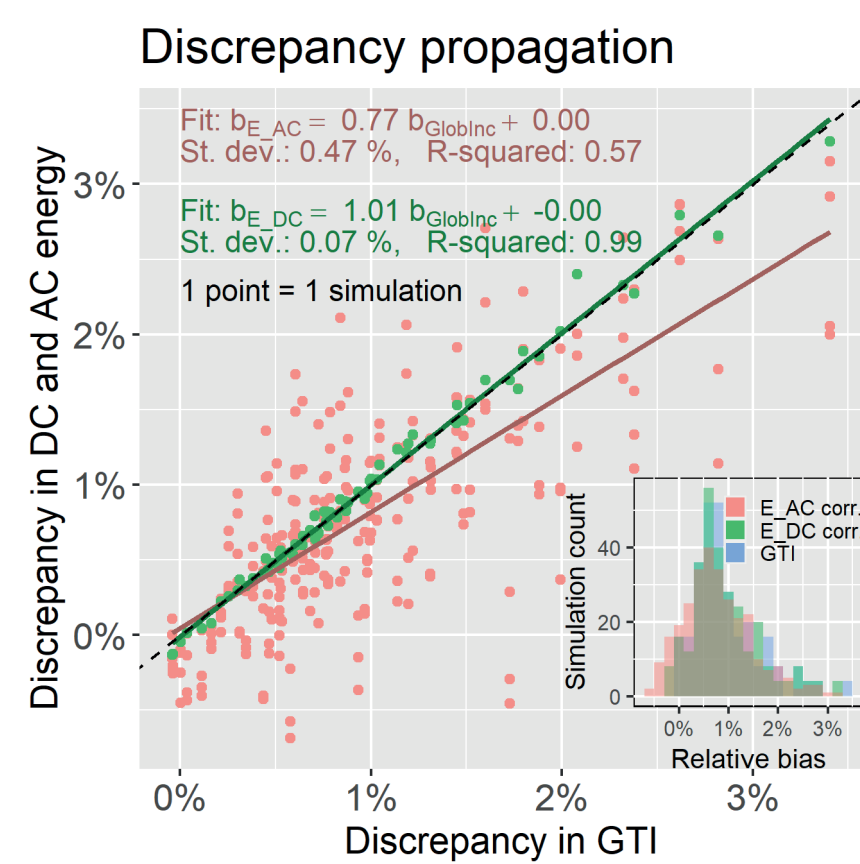 Discrepancy propagation
Fit: bE_AC = 0.77 bGlobInc + 0.00
St. dev.: 0.47 %, R-squared: 0.57
Fit: bE_DC = 1.01 bGlobInc + -0.00
St. dev.: 0.07 %, R-squared: 0.99
1 point = 1 simulation
Discrepancy in DC and AC energy
3%
2%
1%
0%
0%
1%
2%
3%
Discrepancy in GTI
Simulation count
40
20
0
E_AC corr.
E_DC corr
GTI
0%
1%
2%
3%
Relative bias